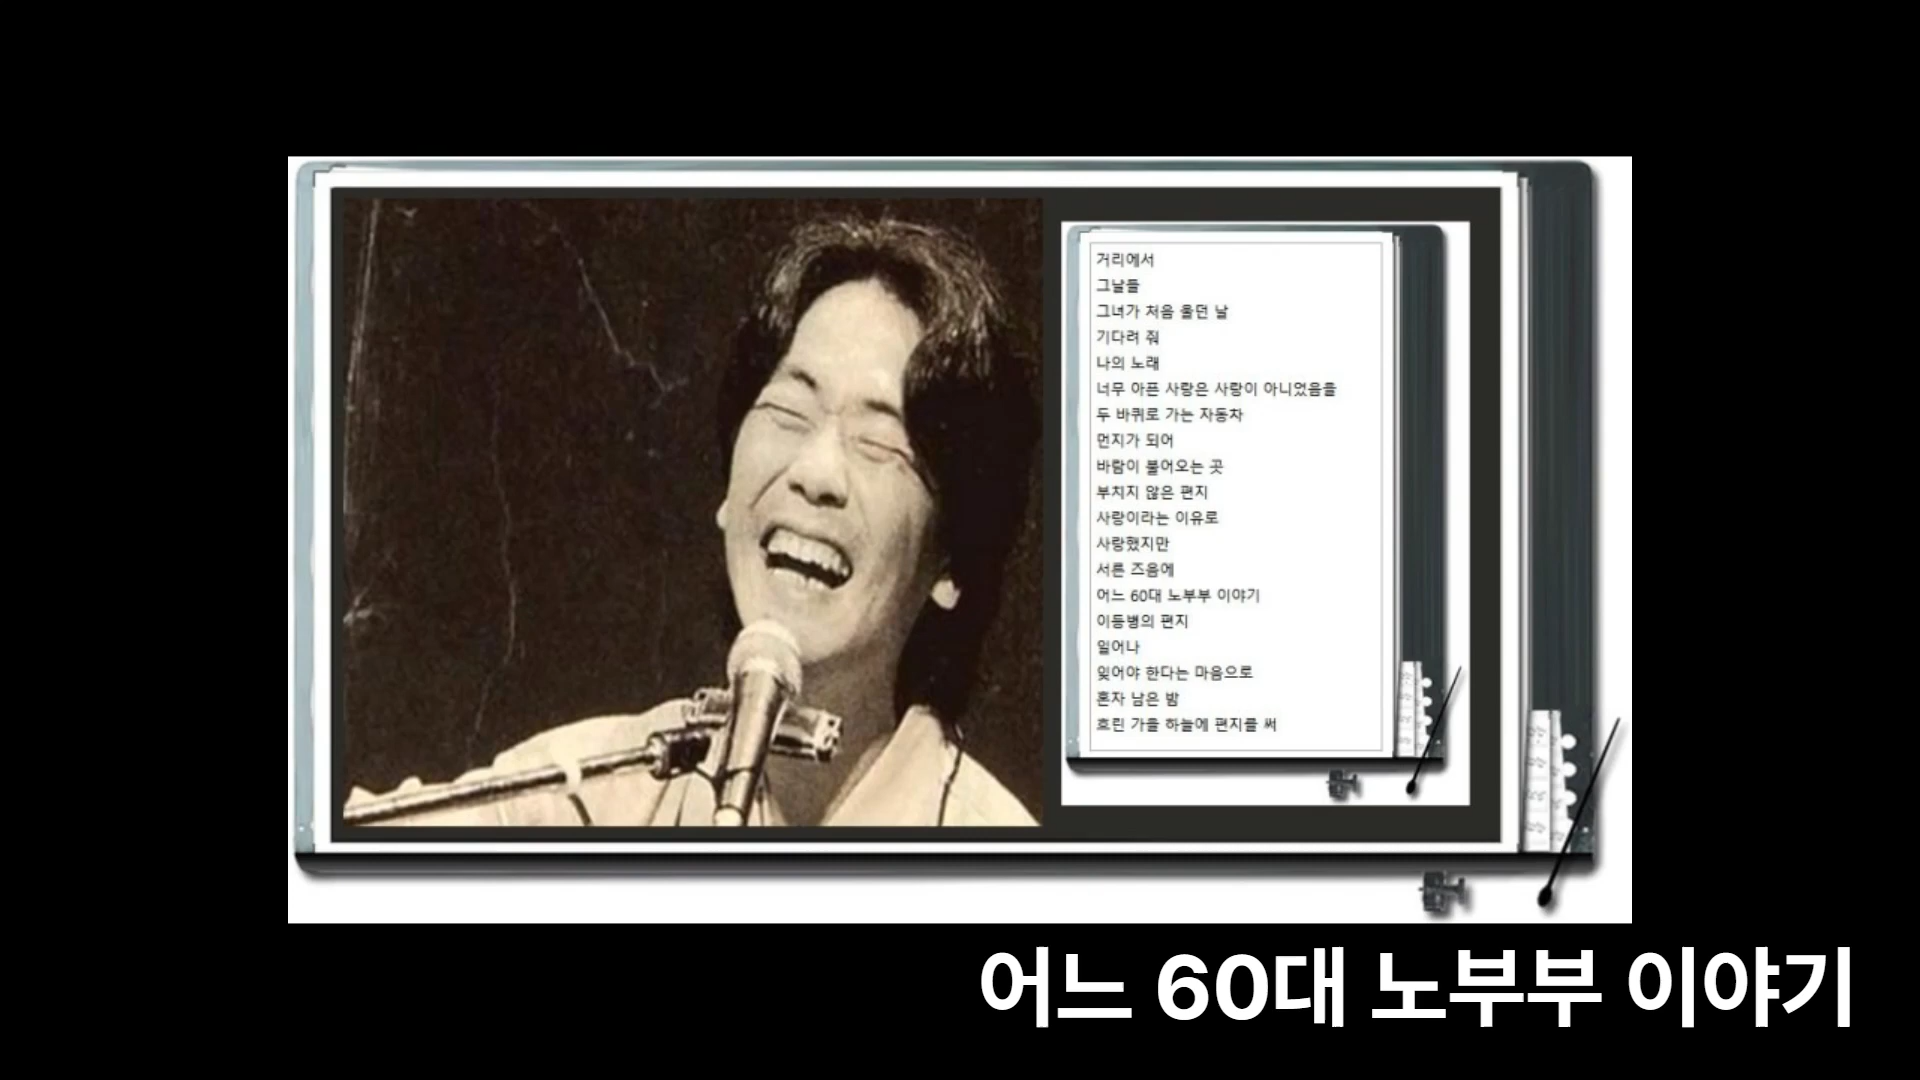 거리에서
그날들
그녀가 처음 울던 날
기다려 줘
나의 노래
너무 아픈 사랑은 사랑이 아니었음을
두 바퀴로 가는 자동차
먼지가 되어
바람이 불어오는 곳
부치지 않은 편지
사랑이라는 이유로
사랑했지만
서른 즈음에
어느 60대 노부부 이야기
이등병의 편지
일어나
잊어야 한다는 마음으로
혼자 남은 밤
흐린 가을 하늘에 편지를 써
어느 60대 노부부 이야기